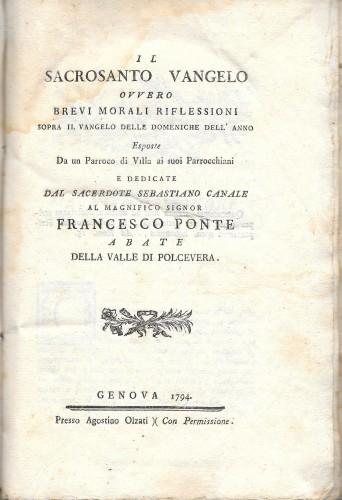 IL
SACROSANTO VANGELO
OVVERO
BREVI MORALI RIFLESSIONI
SOPRA IL VANGELO DELLE DOMENICHE DELL' ANNO
Esposte
Da un Parroco di Villa ai suoi Parrocchiani
E DEDICATE
DAL SACERDOTE SEBASTIANO CANALE
AL MAGNIFICO SIGNOR
FRANCESCO PONTE
ABATE
DELLA VALLE DI POLCEVERA.
GENOVA 1794.
Presso Agostino Olzati )( Con Permissione.